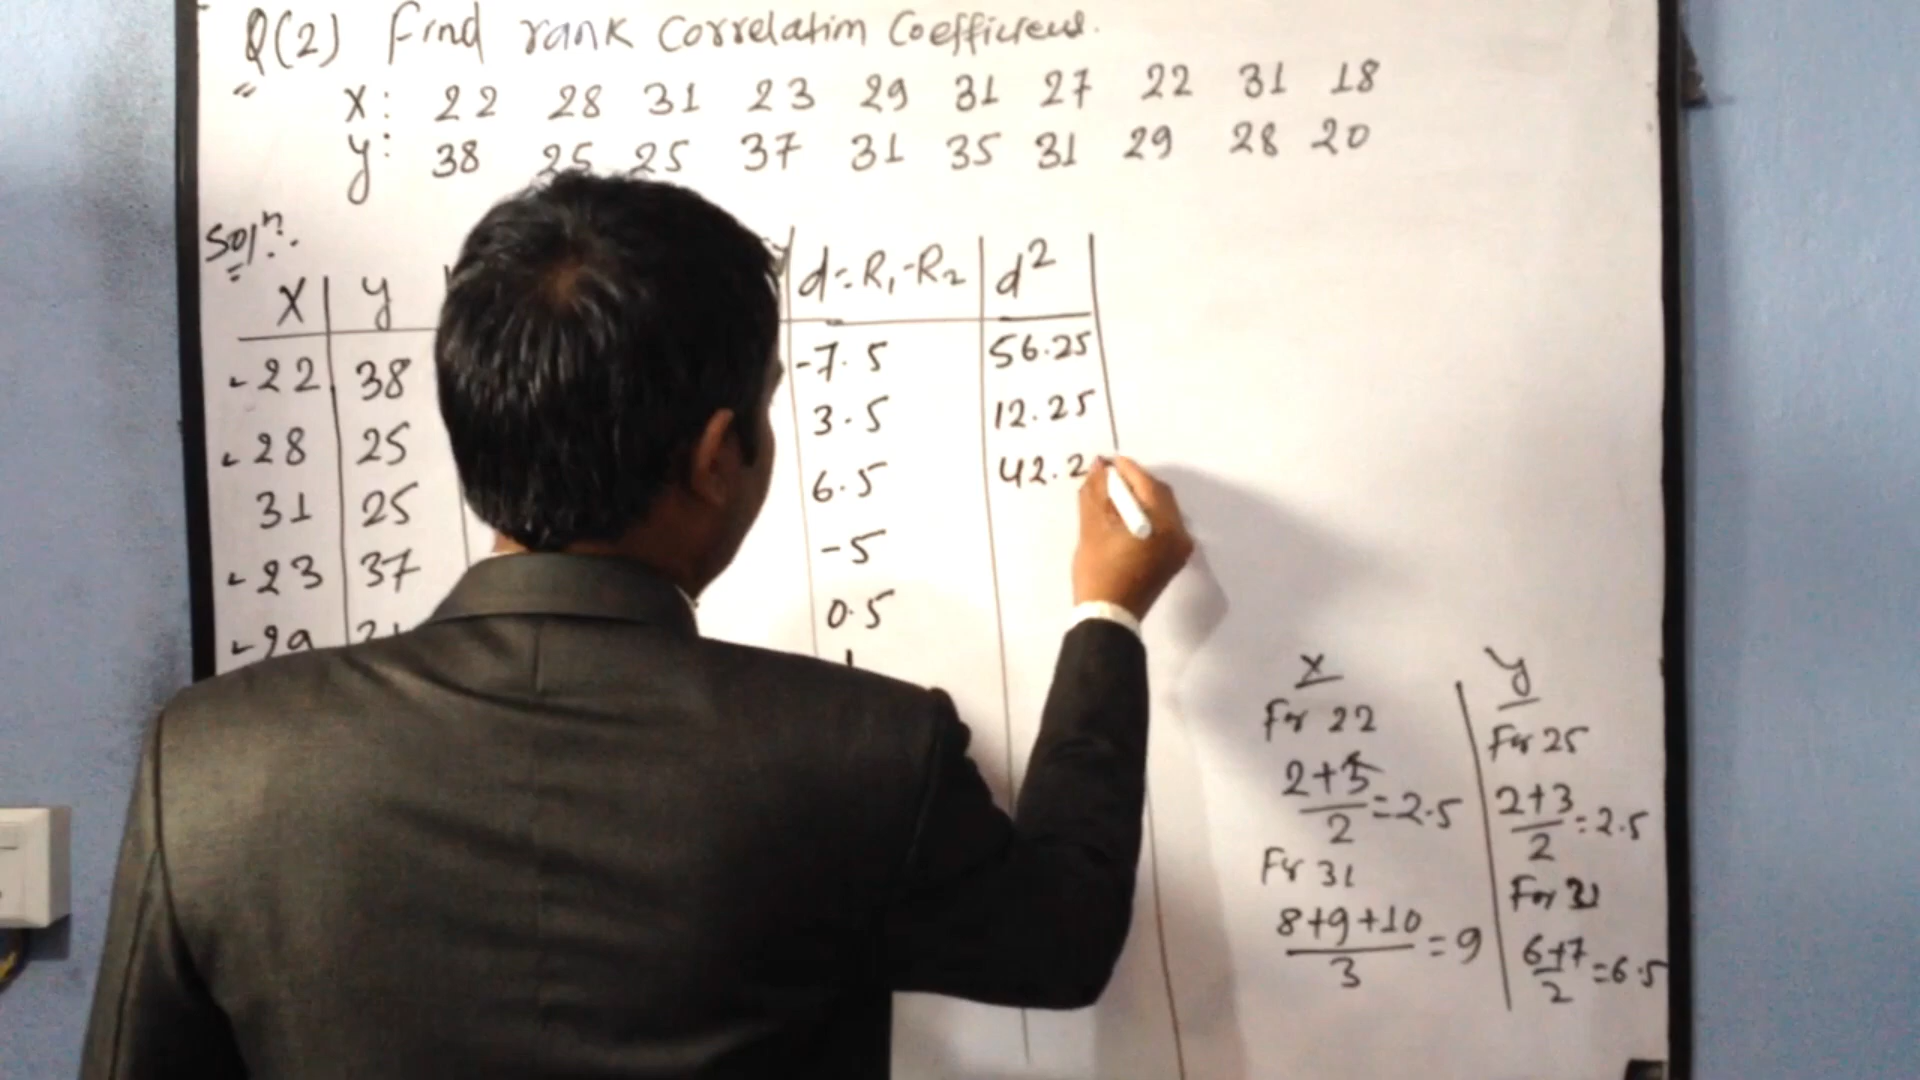 Q(2) Find rank Correlation Coefficient.
X: 22 28 31 23 29 31 27 22 31 18
y: 38 25 25 37 31 35 31 29 28 20
Sol?.
X y d=R₁-R₂ d²
22 38 -7.5 56.25
28 25 3.5 12.25
31 25 6.5 42.2
23 37 -5
29 0.5
x
For 22
2+3/2=2.5
For 31
8+9+10/3=9
y
For 25
2+3/2=2.5
For 31
6+7/2=6.5